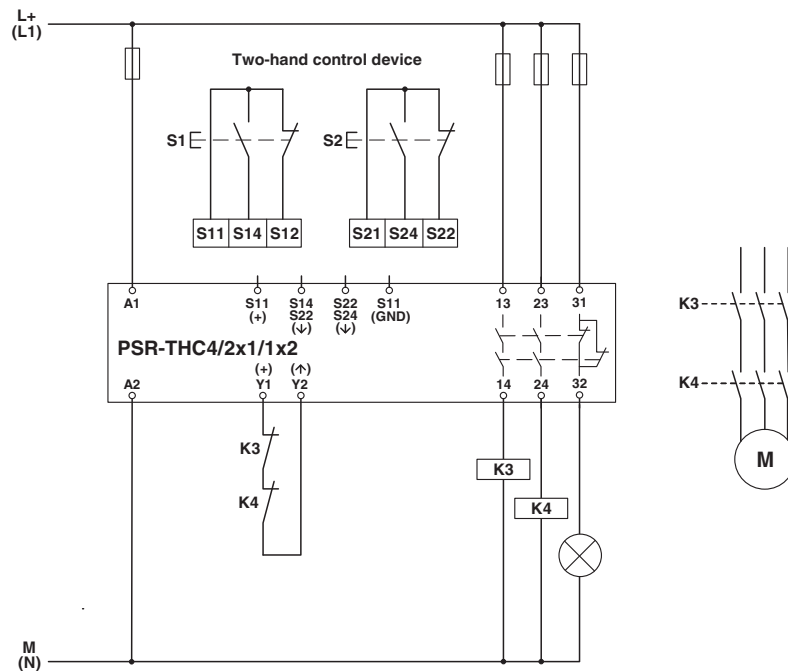 L+
(L1)
Two-hand control device
S1
S2
S11 S14 S12
S21 S24 S22
A1
S11
(+)
S14
S22
(↓)
S22
S24
(↓)
S11
(GND)
13
23
31
PSR-THC4/2x1/1x2
A2
(+)
Y1
(↑)
Y2
14
24
32
K3
K4
K3
K4
K3
K4
M
M
(N)